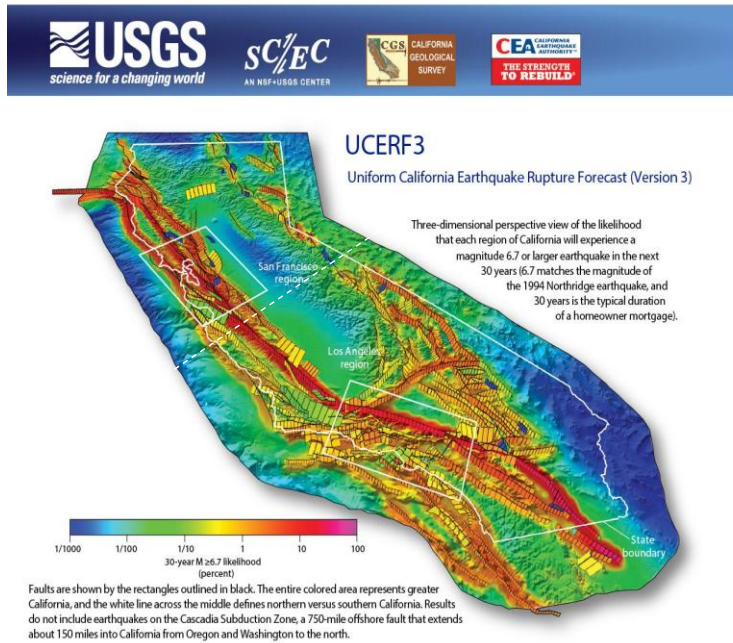 USGS
science for a changing world
SC/EC
AN NSF+USGS CENTER
CGS
CALIFORNIA
GEOLOGICAL
SURVEY
CEA CALIFORNIA
EARTHQUAKE
AUTHORITY
THE STRENGTH
TO REBUILD®
UCERF3
Uniform California Earthquake Rupture Forecast (Version 3)
Three-dimensional perspective view of the likelihood
that each region of California will experience a
magnitude 6.7 or larger earthquake in the next
30 years (6.7 matches the magnitude of
the 1994 Northridge earthquake, and
30 years is the typical duration
of a homeowner mortgage).
San Francisco
region
Los Angeles
region
State
boundary
1/1000 1/100 1/10 1 10 100
30-year M ≥6.7 likelihood
(percent)
Faults are shown by the rectangles outlined in black. The entire colored area represents greater
California, and the white line across the middle defines northern versus southern California. Results
do not include earthquakes on the Cascadia Subduction Zone, a 750-mile offshore fault that extends
about 150 miles into California from Oregon and Washington to the north.